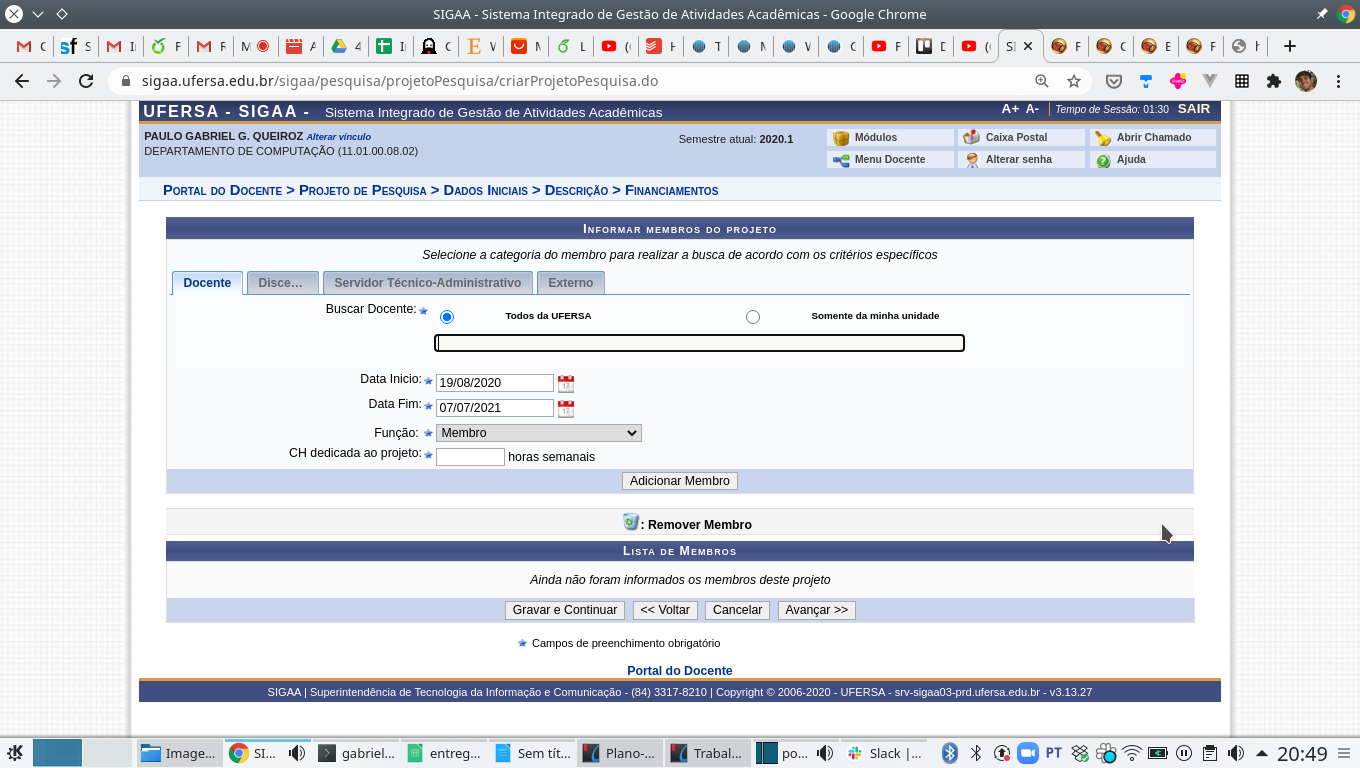 SIGAA - Sistema Integrado de Gestão de Atividades Acadêmicas - Google Chrome
sigaa.ufersa.edu.br/sigaa/pesquisa/projetoPesquisa/criarProjetoPesquisa.do
UFERSA - SIGAA - Sistema Integrado de Gestão de Atividades Acadêmicas
A+ A- Tempo de Sessão: 01:30 SAIR
PAULO GABRIEL G. QUEIROZ Alterar vínculo
DEPARTAMENTO DE COMPUTAÇÃO (11.01.00.08.02)
Semestre atual: 2020.1
Módulos Caixa Postal Abrir Chamado
Menu Docente Alterar senha Ajuda
Portal do Docente > Projeto de Pesquisa > Dados Iniciais > Descrição > Financiamentos
Informar membros do projeto
Selecione a categoria do membro para realizar a busca de acordo com os critérios específicos
Docente Disce… Servidor Técnico-Administrativo Externo
Buscar Docente: Todos da UFERSA Somente da minha unidade
Data Inicio: 19/08/2020
Data Fim: 07/07/2021
Função: Membro
CH dedicada ao projeto: horas semanais
Adicionar Membro
: Remover Membro
Lista de Membros
Ainda não foram informados os membros deste projeto
Gravar e Continuar << Voltar Cancelar Avançar >>
Campos de preenchimento obrigatório
Portal do Docente
SIGAA | Superintendência de Tecnologia da Informação e Comunicação - (84) 3317-8210 | Copyright © 2006-2020 - UFERSA - srv-sigaa03-prd.ufersa.edu.br - v3.13.27
Image... SI... gabriel... entreg... Sem tít... Plano-... Trabal... po... Slack |... PT 20:49